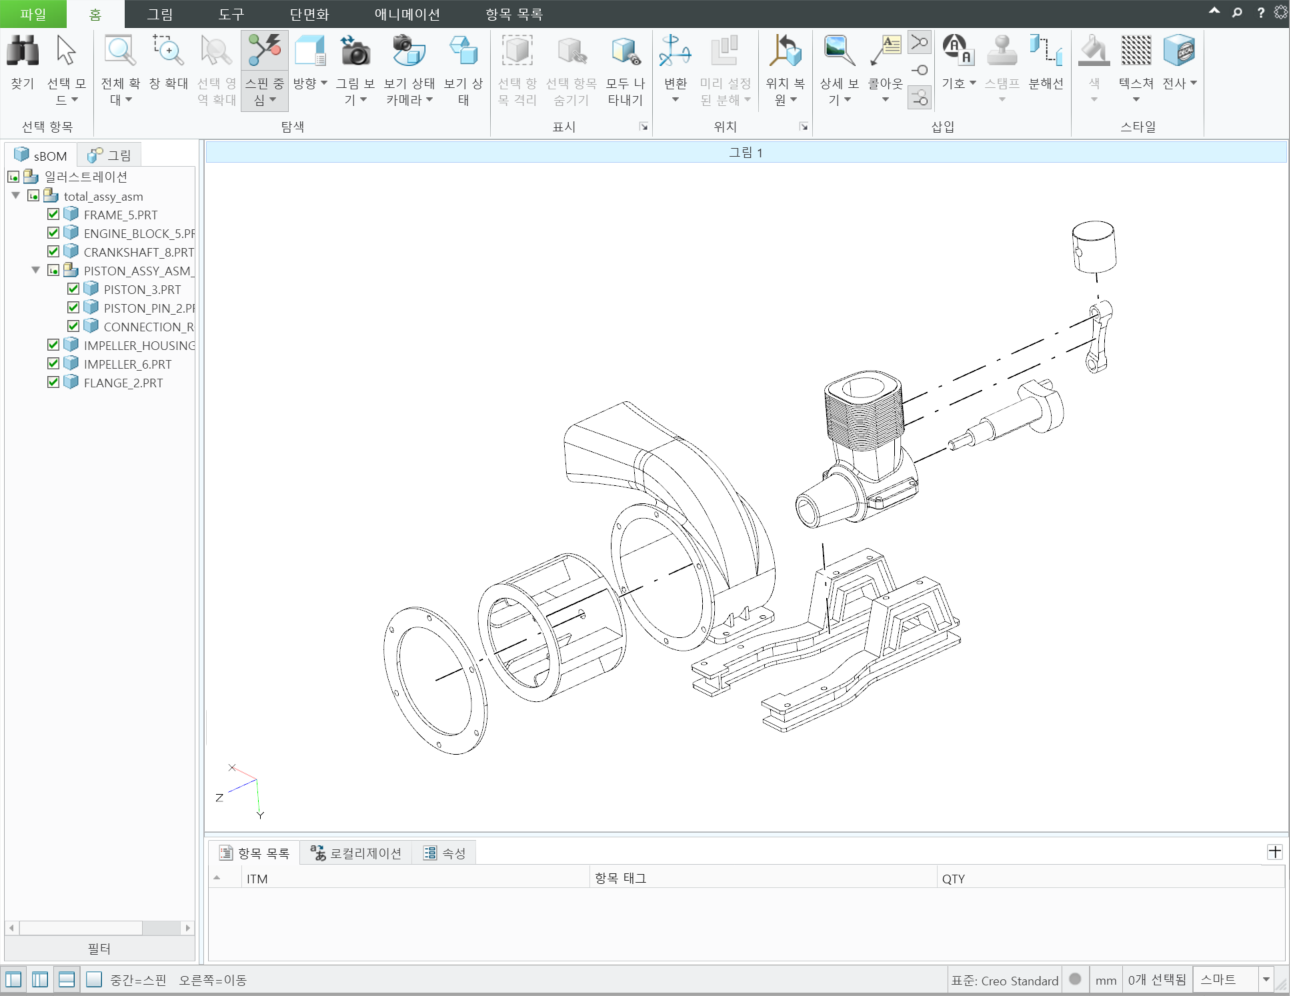 파일 홈 그림 도구 단면화 애니메이션 항목 목록 ?
찾기 선택 모드 전체 확대 창 확대 선택 영역 확대 스핀 중심 방향 그림 보기 보기 상태 카메라 보기 상태 선택 항목 격리 선택 항목 숨기기 모두 나타내기 변환 미리 설정된 분해 위치 복원 상세 보기 콜아웃 기호 스탬프 분해선 색 텍스쳐 전사
선택 항목 탐색 표시 위치 삽입 스타일
sBOM 그림
그림 1
일러스트레이션
total_assy_asm
FRAME_5.PRT
ENGINE_BLOCK_5.PF
CRANKSHAFT_8.PRT
PISTON_ASSY_ASM_
PISTON_3.PRT
PISTON_PIN_2.PF
CONNECTION_R
IMPELLER_HOUSING
IMPELLER_6.PRT
FLANGE_2.PRT
X
Z
Y
항목 목록 로컬리제이션 속성
ITM 항목 태그 QTY
필터
중간=스핀 오른쪽=이동 표준: Creo Standard mm 0개 선택됨 스마트